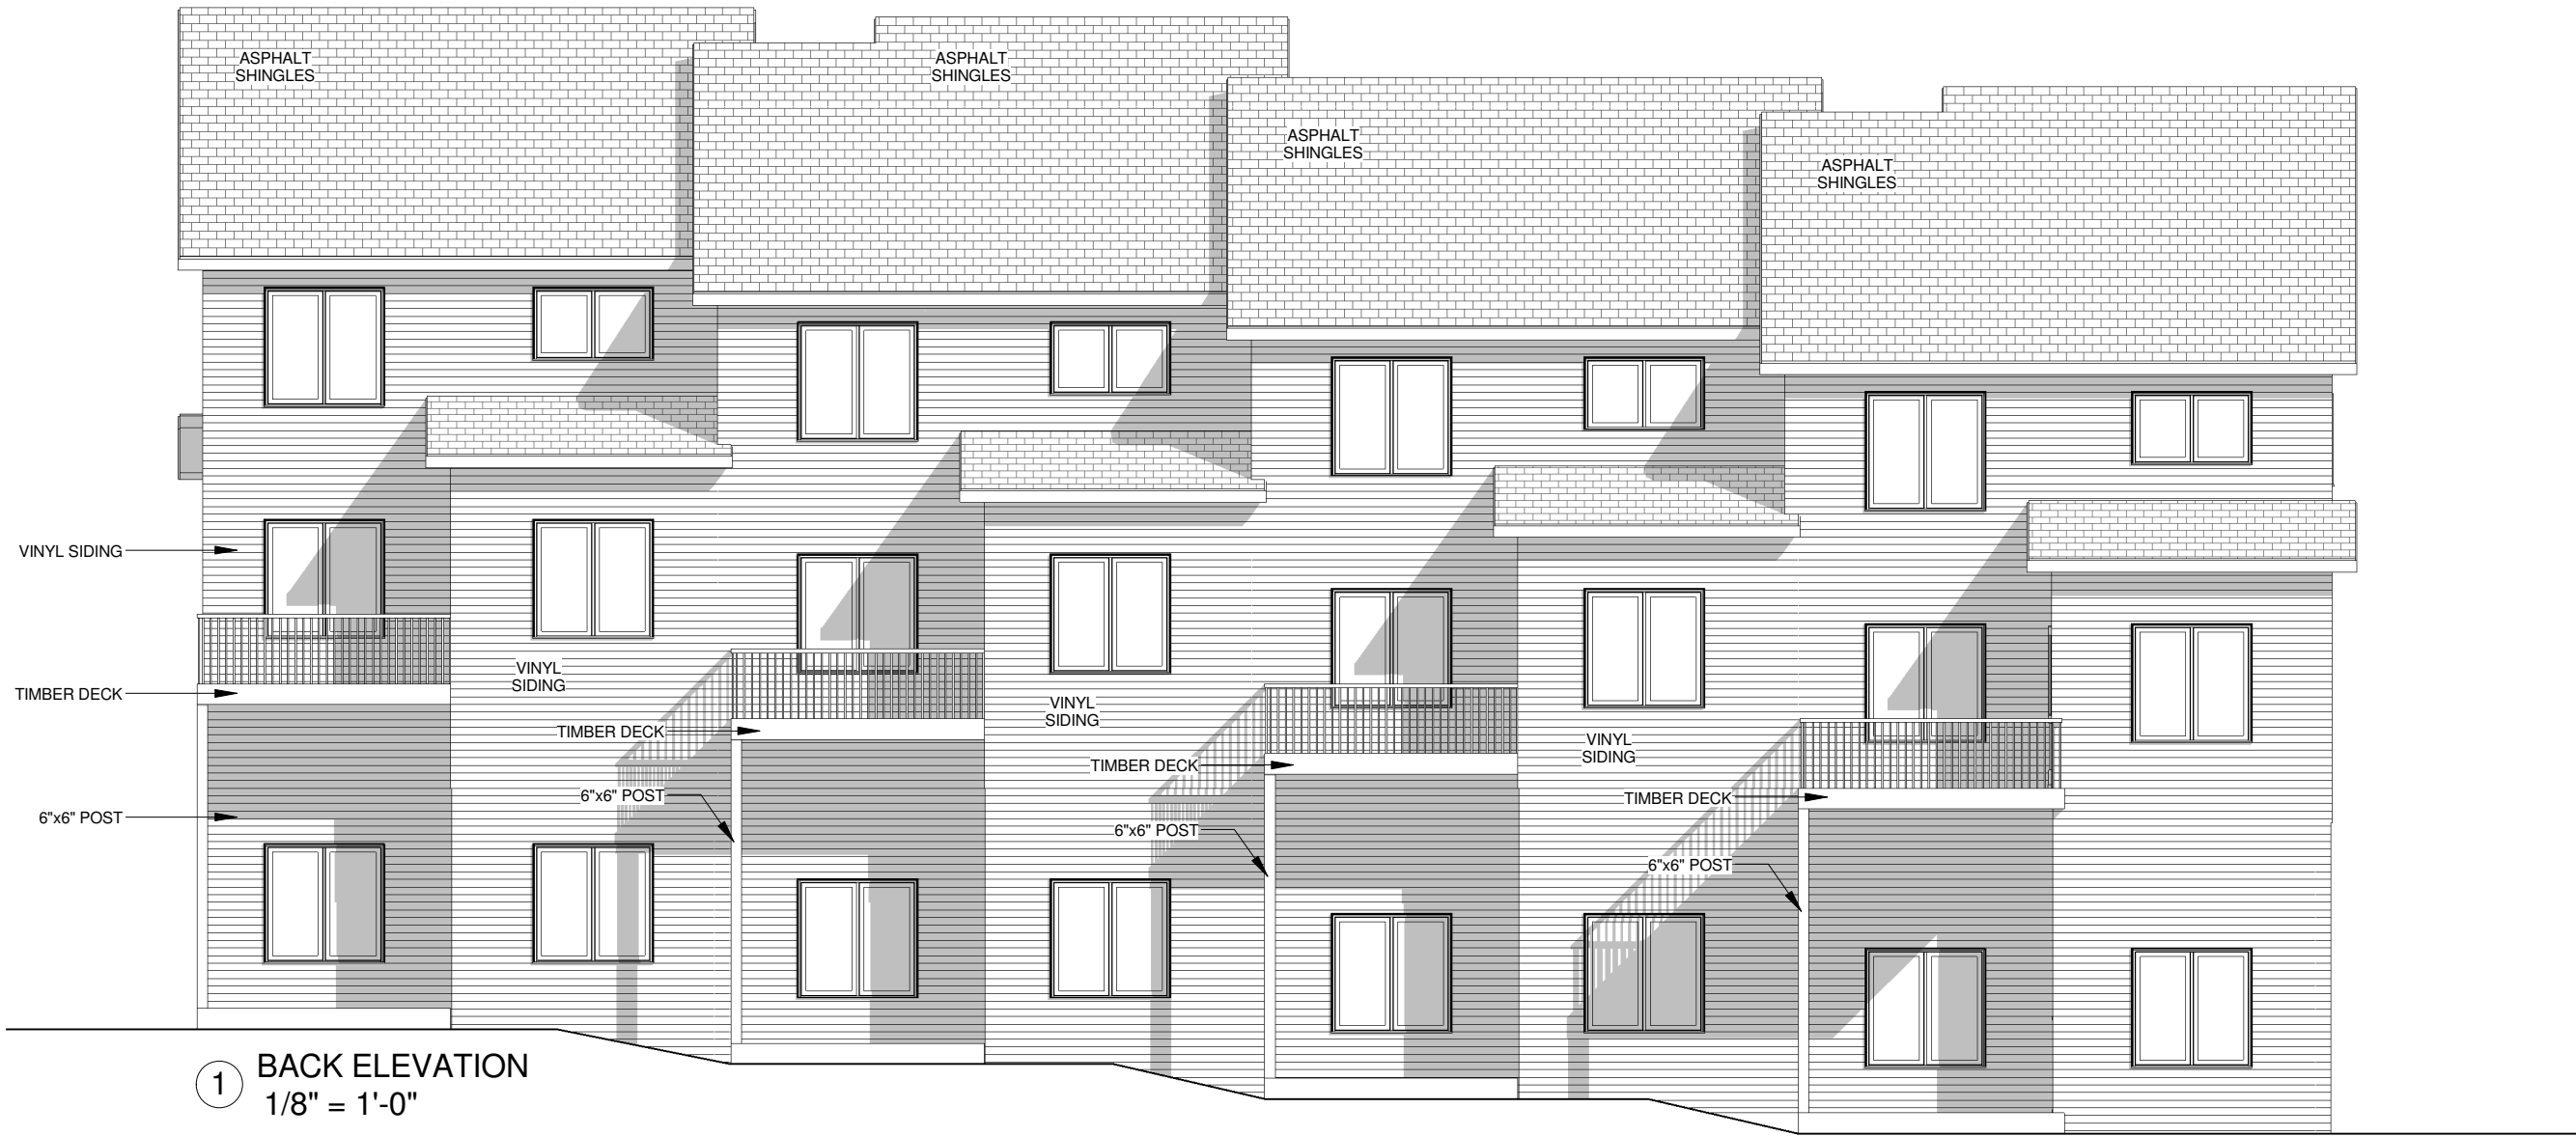 ASPHALT
SHINGLES
ASPHALT
SHINGLES
ASPHALT
SHINGLES
ASPHALT
SHINGLES
VINYL SIDING
TIMBER DECK
6"x6" POST
VINYL
SIDING
TIMBER DECK
6"x6" POST
VINYL
SIDING
TIMBER DECK
6"x6" POST
VINYL
SIDING
TIMBER DECK
6"x6" POST
1
BACK ELEVATION
1/8" = 1'-0"